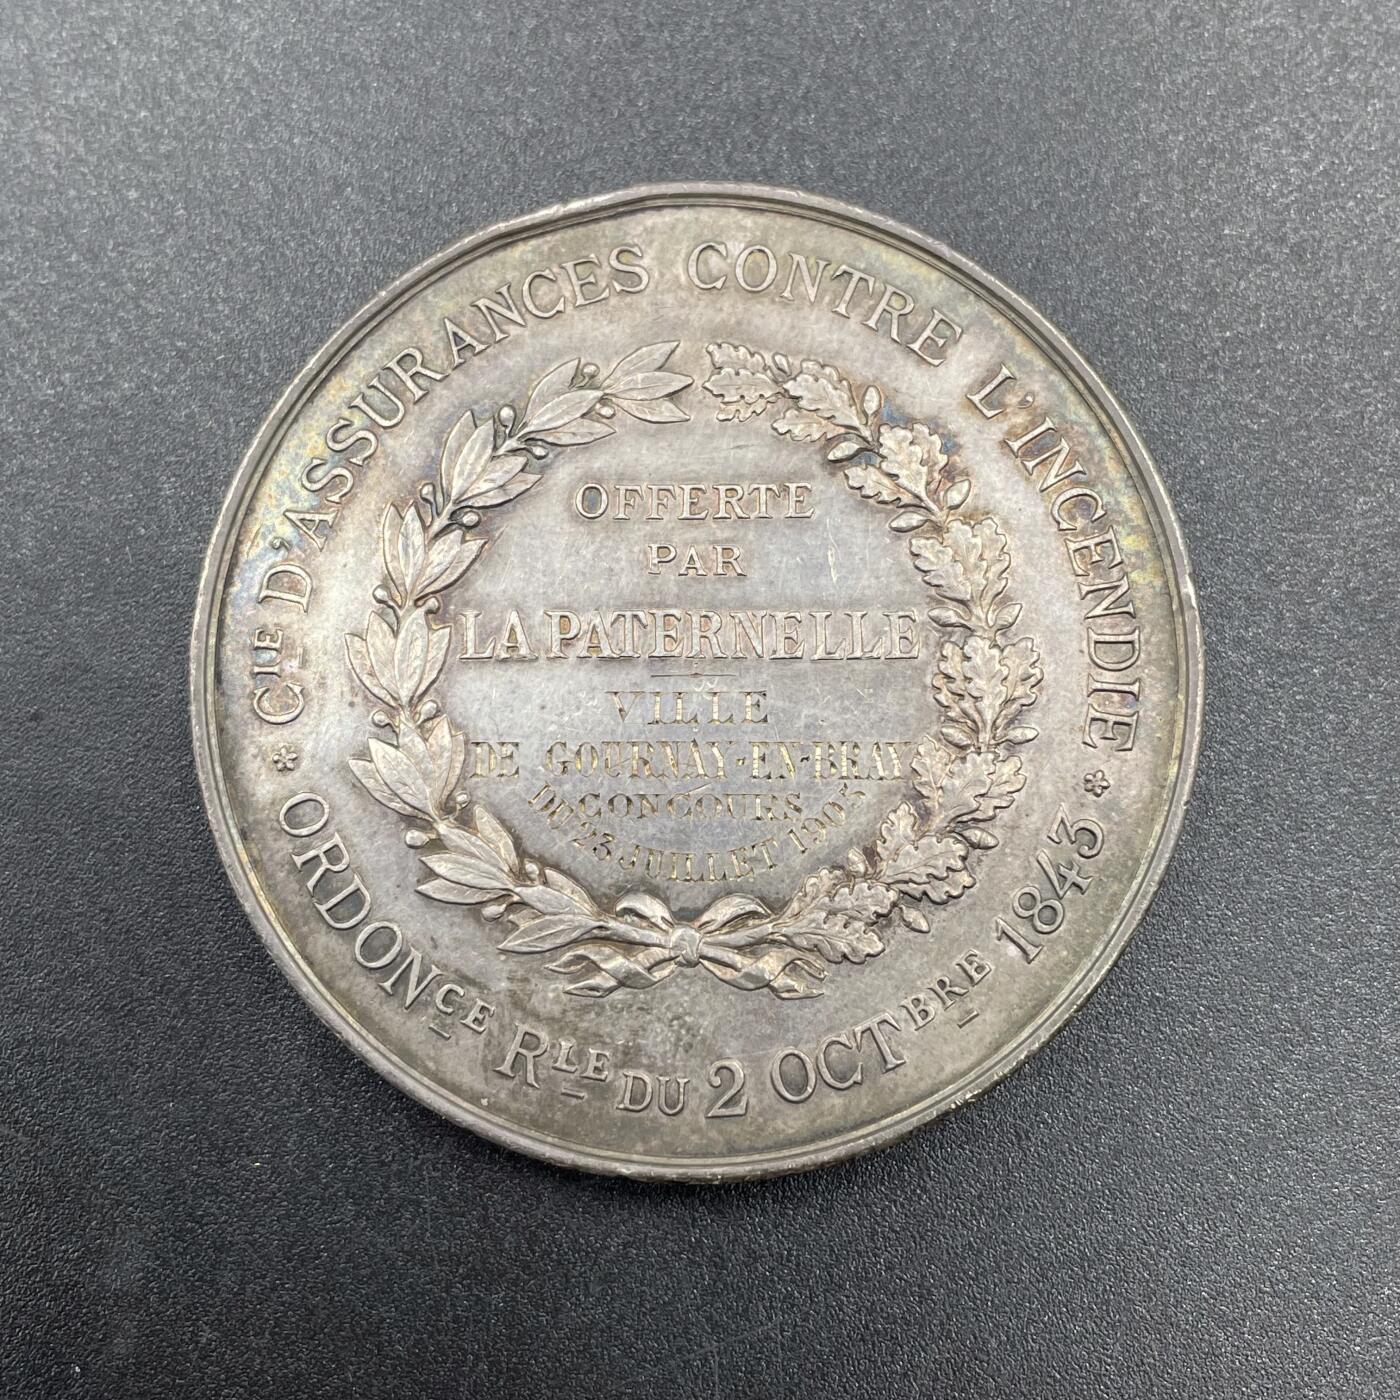 CIE D'ASSURANCES CONTRE L'INCENDIE
OFFERTE
PAR
LA PATERNELLE
VILLE
DE GOURNAY-EN-BRAY
CONCOURS
DU 23 JUILLET 1905
ORDONCE RLE DU 2 OCTBRE 1843